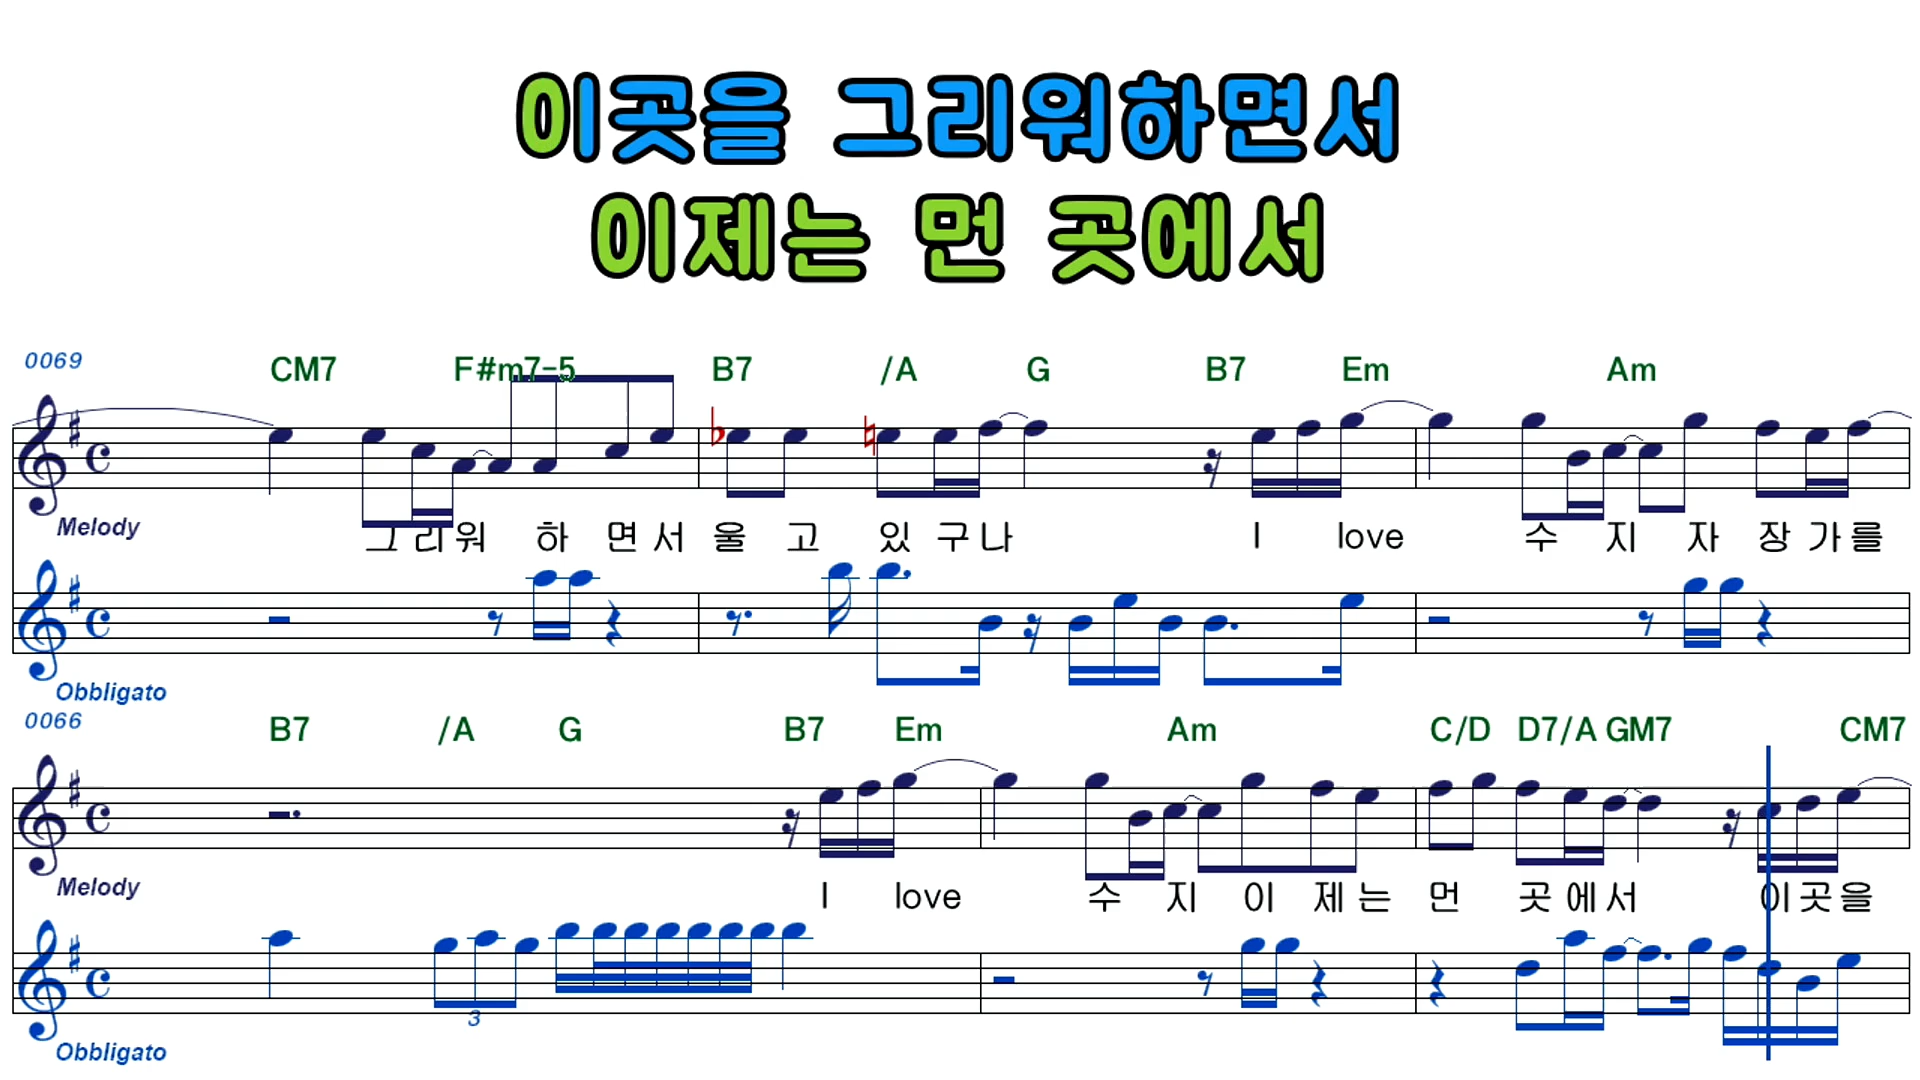 이곳을 그리워하면서
이제는 먼 곳에서
0069
CM7 F#m7-5 B7 /A G B7 Em Am
Melody
그리워 하 면서 울 고 있 구나 I love 수 지 자 장 가를
Obbligato
0066
B7 /A G B7 Em Am C/D D7/A GM7 CM7
Melody
I love 수 지 이 제는 먼 곳에서 이곳을
3
Obbligato